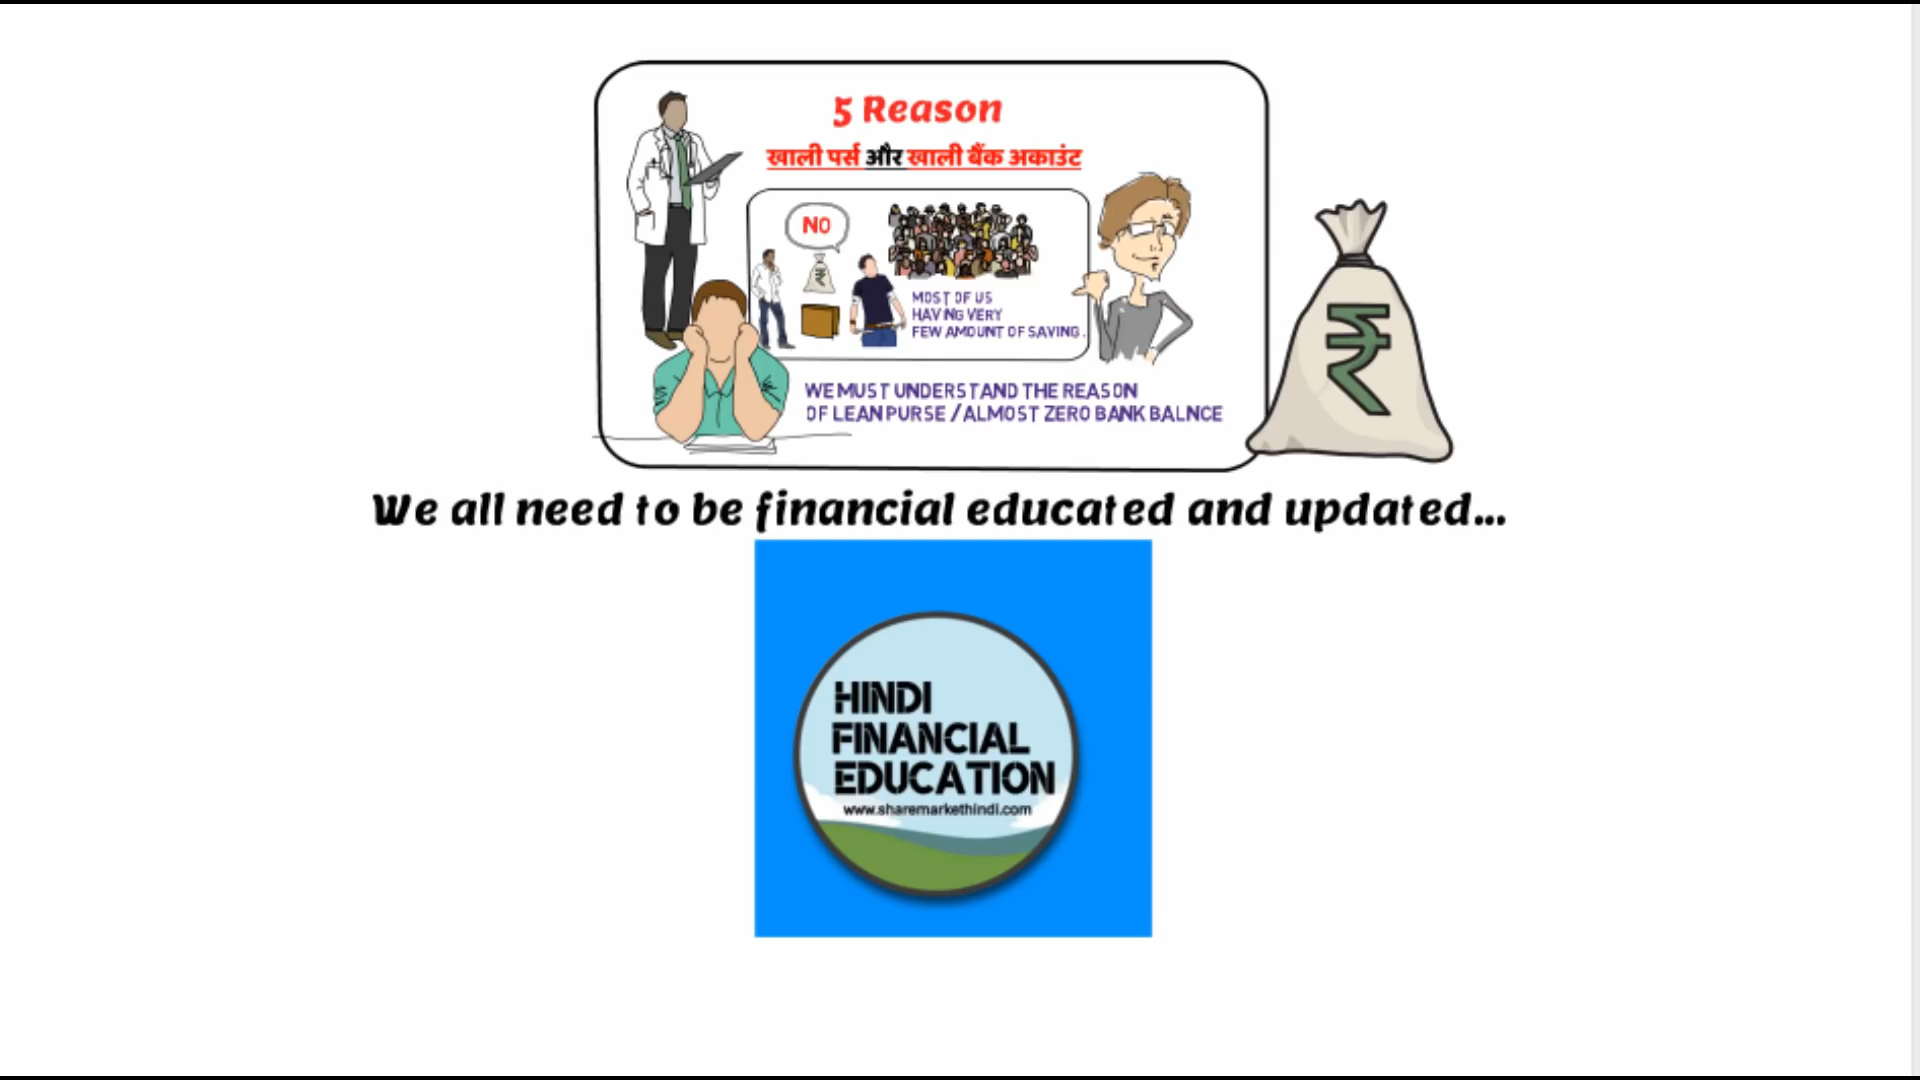 5 Reason
खाली पर्स और खाली बैंक अकाउंट
NO
MOST OF US
HAVING VERY
FEW AMOUNT OF SAVING.
WE MUST UNDERSTAND THE REASON
OF LEAN PURSE / ALMOST ZERO BANK BALNCE
₹
₹
We all need to be financial educated and updated...
HINDI
FINANCIAL
EDUCATION
www.sharemarkethindi.com